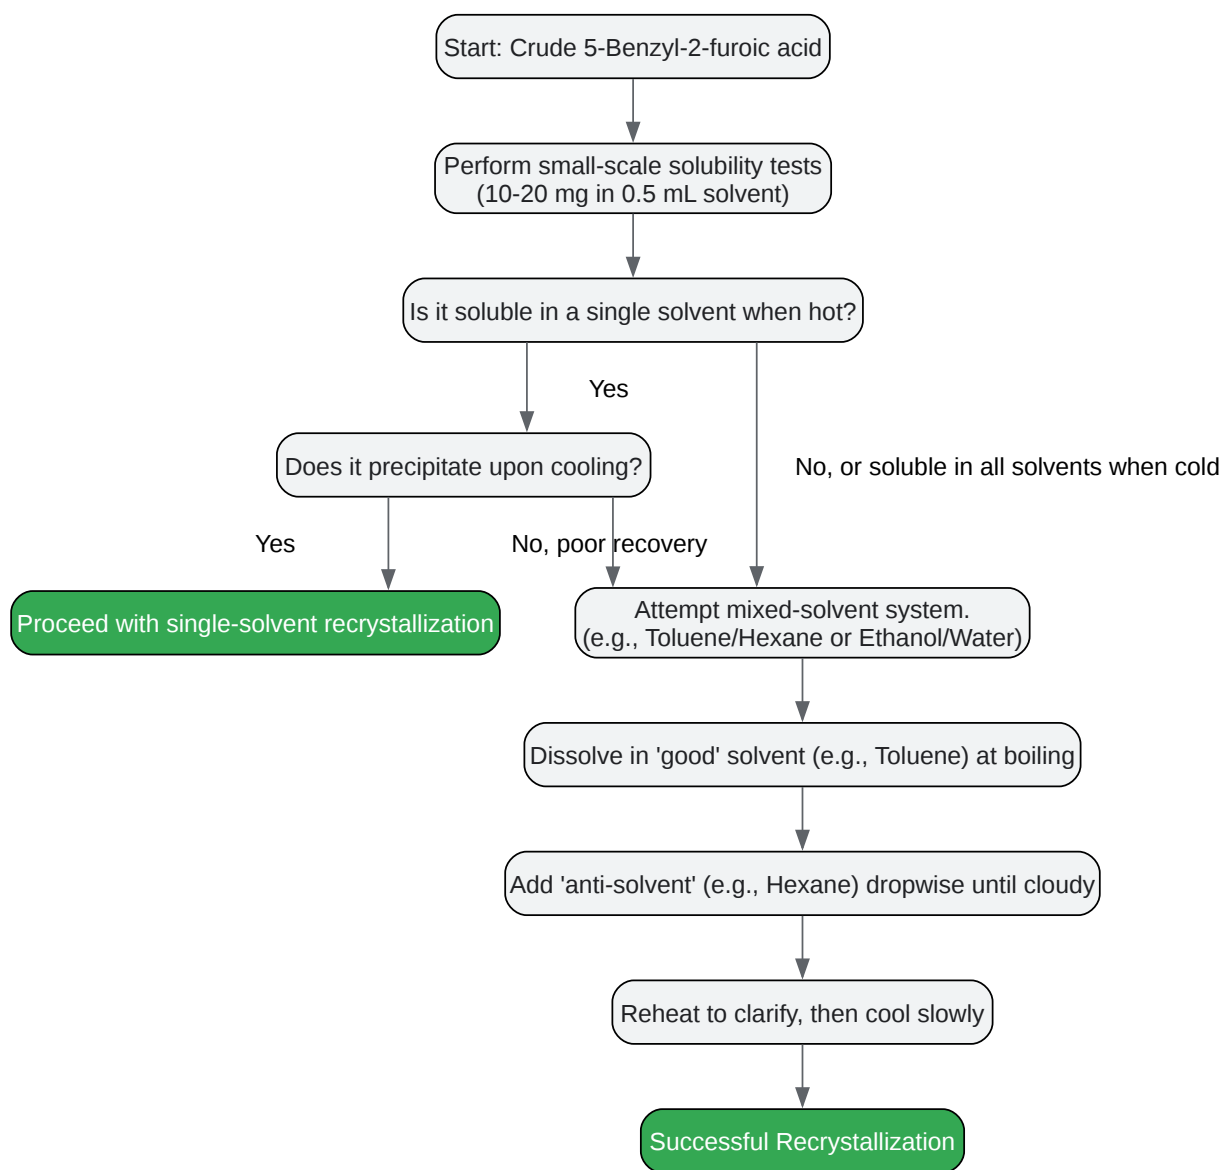 Start: Crude 5-Benzyl-2-furoic acid
Perform small-scale solubility tests
(10-20 mg in 0.5 mL solvent)
Is it soluble in a single solvent when hot?
Yes
Does it precipitate upon cooling?
No, or soluble in all solvents when cold
Yes
No, poor recovery
Proceed with single-solvent recrystallization
Attempt mixed-solvent system.
(e.g., Toluene/Hexane or Ethanol/Water)
Dissolve in 'good' solvent (e.g., Toluene) at boiling
Add 'anti-solvent' (e.g., Hexane) dropwise until cloudy
Reheat to clarify, then cool slowly
Successful Recrystallization